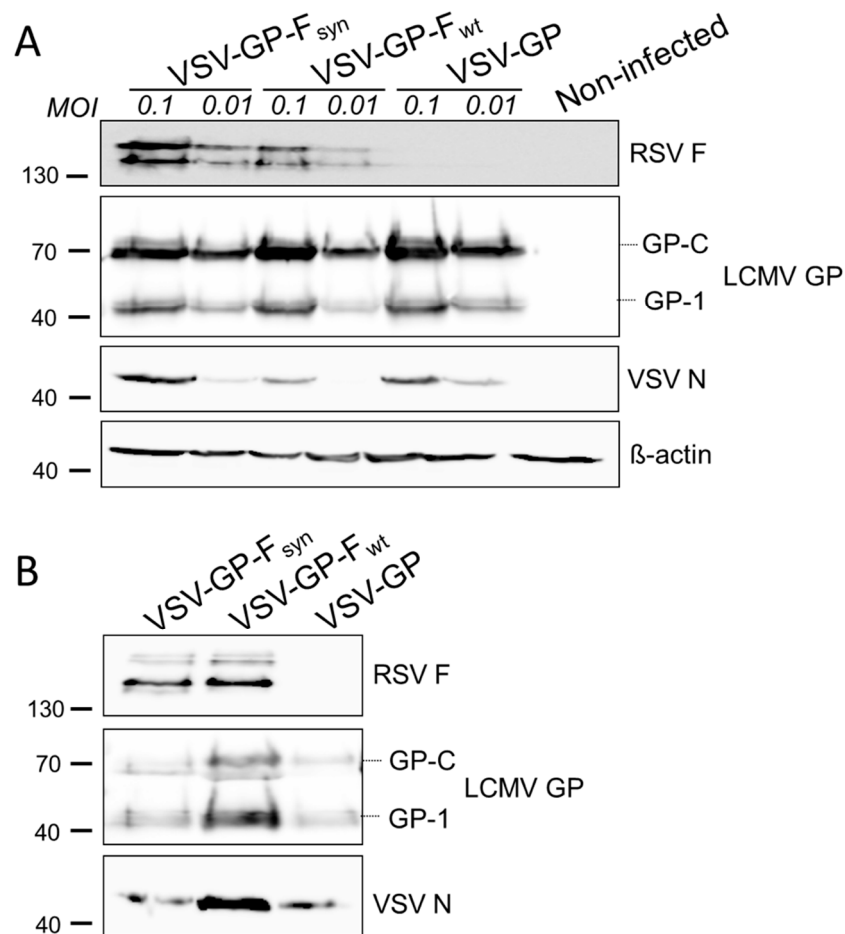 A
VSV-GP-Fsyn VSV-GP-Fwt VSV-GP Non-infected
MOI 0.1 0.01 0.1 0.01 0.1 0.01
130 RSV F
70 GP-C
LCMV GP
40 GP-1
40 VSV N
40 ß-actin
B
VSV-GP-Fsyn VSV-GP-Fwt VSV-GP
130 RSV F
70 GP-C
LCMV GP
40 GP-1
40 VSV N